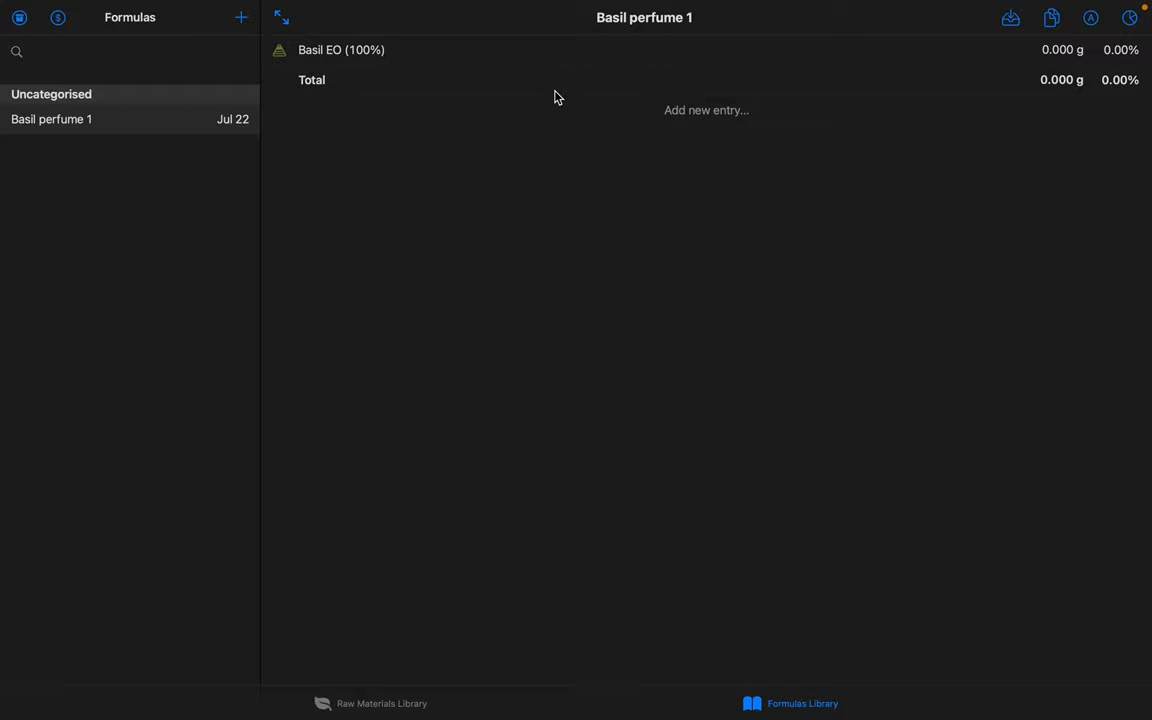 $ Formulas +
Uncategorised
Basil perfume 1 Jul 22
Basil perfume 1
A
Basil EO (100%) 0.000 g 0.00%
Total 0.000 g 0.00%
Add new entry...
Raw Materials Library
Formulas Library